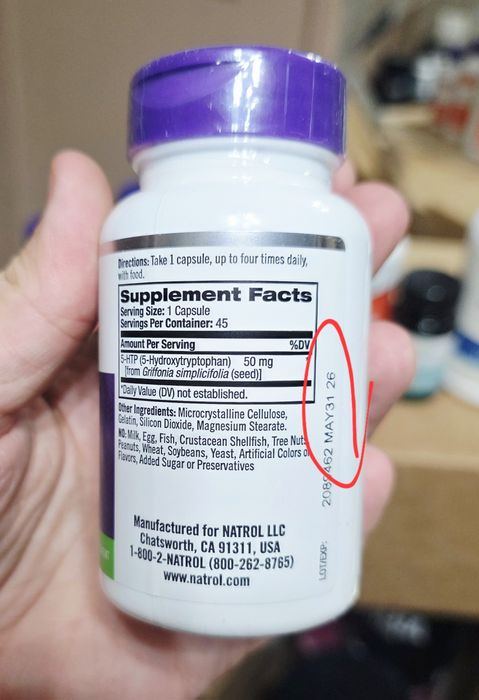 Directions: Take 1 capsule, up to four times daily,
with food.
Supplement Facts
Serving Size: 1 Capsule
Servings Per Container: 45
Amount Per Serving %DV
5-HTP (5-Hydroxytryptophan) 50 mg
[from Griffonia simplicifolia (seed)]
*Daily Value (DV) not established.
Other Ingredients: Microcrystalline Cellulose,
Gelatin, Silicon Dioxide, Magnesium Stearate.
NO: Milk, Egg, Fish, Crustacean Shellfish, Tree Nuts,
Peanuts, Wheat, Soybeans, Yeast, Artificial Colors or
Flavors, Added Sugar or Preservatives
Manufactured for NATROL LLC
Chatsworth, CA 91311, USA
1-800-2-NATROL (800-262-8765)
www.natrol.com
LOT/EXP:
2089462 MAY31 26